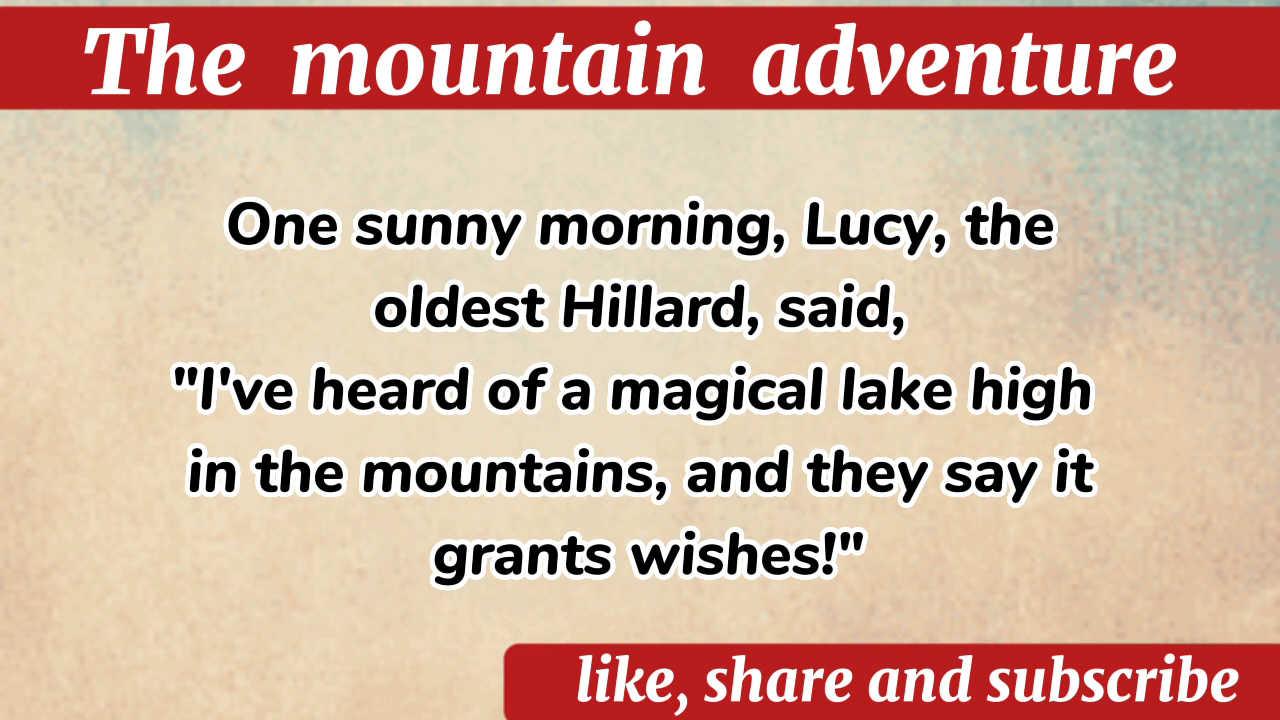 The mountain adventure
One sunny morning, Lucy, the
oldest Hillard, said,
"I've heard of a magical lake high
in the mountains, and they say it
grants wishes!"
like, share and subscribe